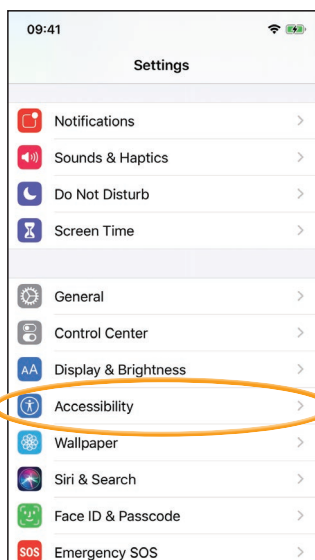 09:41
Settings
Notifications
Sounds & Haptics
Do Not Disturb
Screen Time
General
Control Center
AA Display & Brightness
Accessibility
Wallpaper
Siri & Search
Face ID & Passcode
SOS Emergency SOS